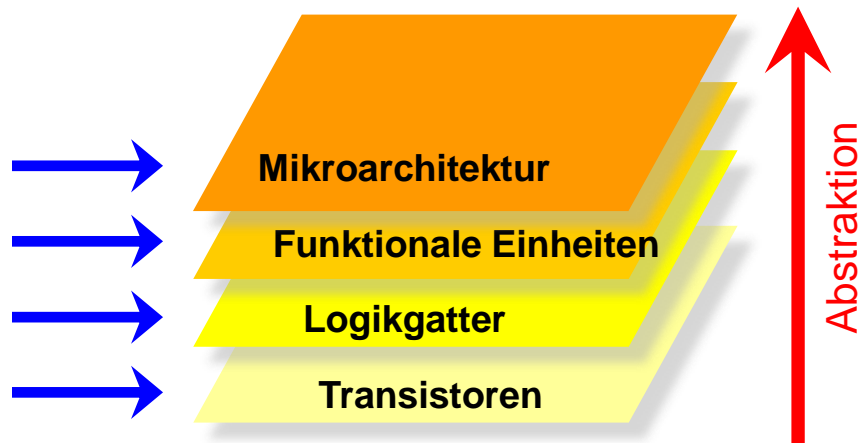 Mikroarchitektur
Funktionale Einheiten
Logikgatter
Transistoren
Abstraktion